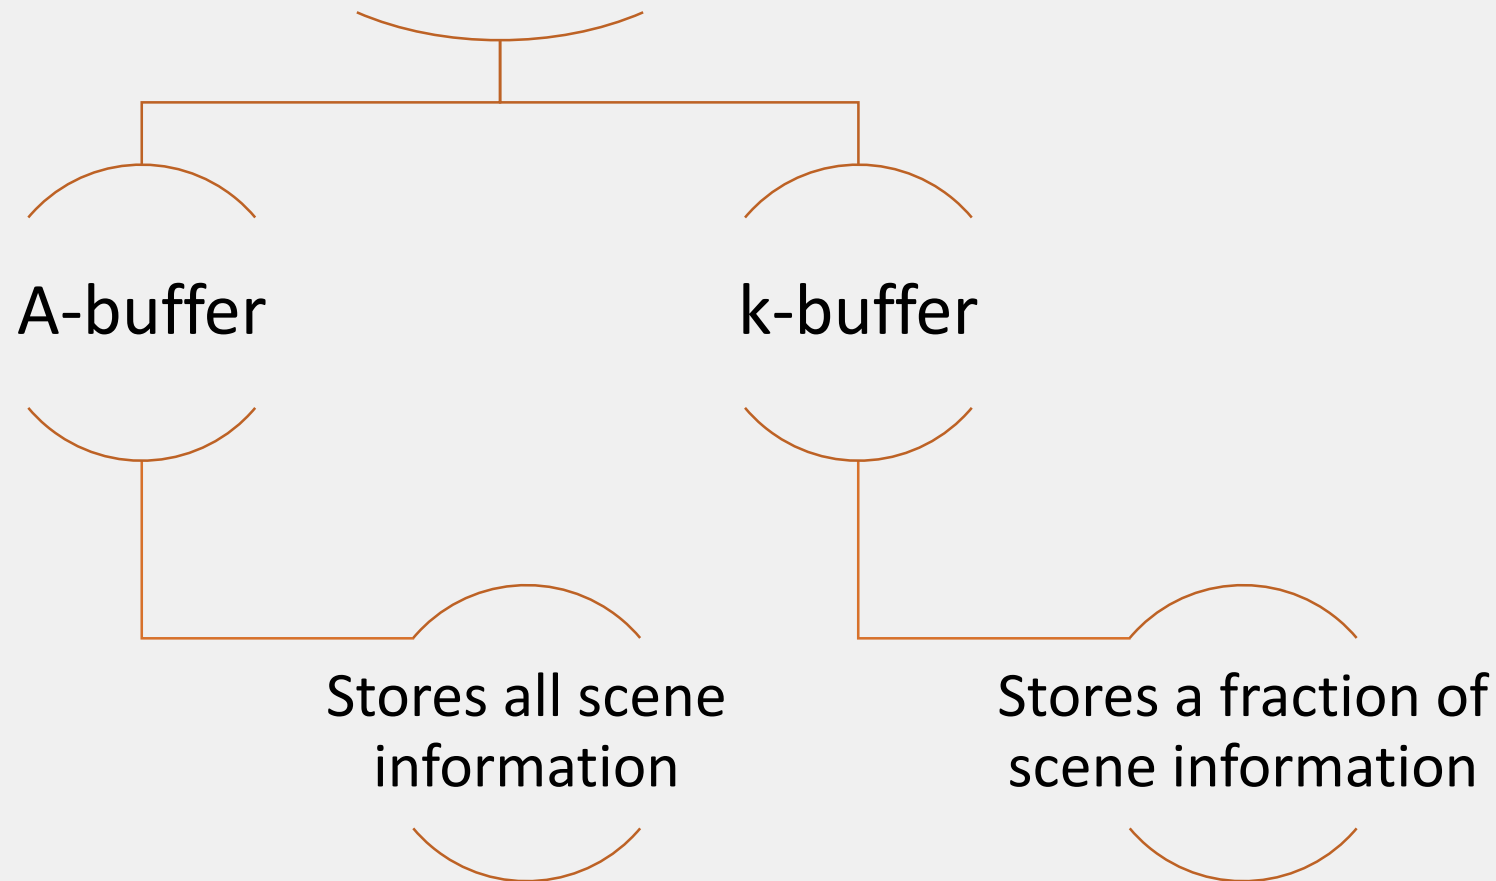 A-buffer
k-buffer
Stores all scene
information
Stores a fraction of
scene information